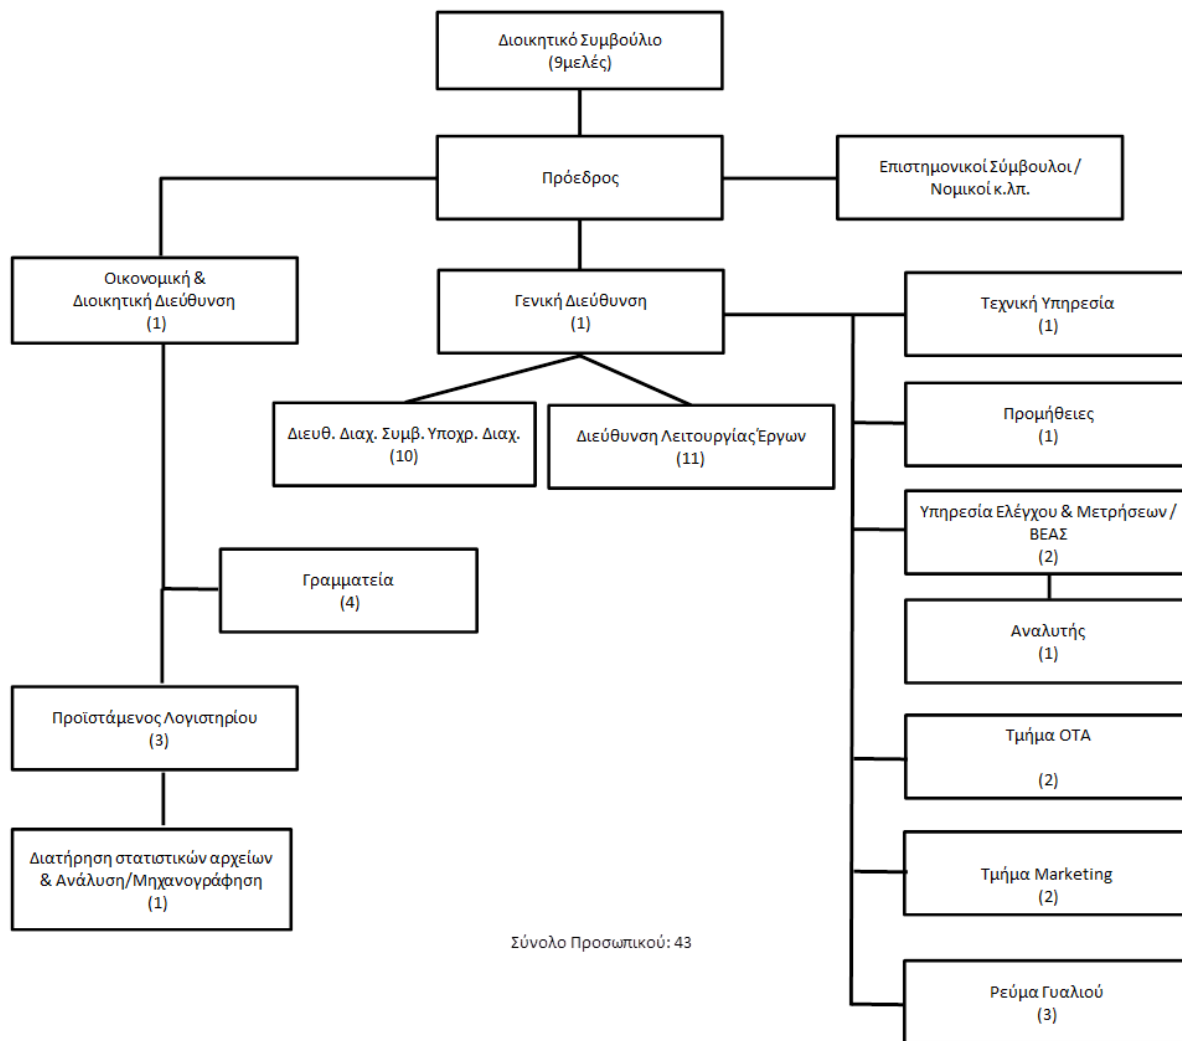 Διοικητικό Συμβούλιο
(9μελές)
Πρόεδρος
Επιστημονικοί Σύμβουλοι /
Νομικοί κ.λπ.
Οικονομική &
Διοικητική Διεύθυνση
(1)
Γενική Διεύθυνση
(1)
Τεχνική Υπηρεσία
(1)
Διευθ. Διαχ. Συμβ. Υποχρ. Διαχ.
(10)
Διεύθυνση Λειτουργίας Έργων
(11)
Προμήθειες
(1)
Υπηρεσία Ελέγχου & Μετρήσεων /
ΒΕΑΣ
(2)
Γραμματεία
(4)
Αναλυτής
(1)
Προϊστάμενος Λογιστηρίου
(3)
Τμήμα ΟΤΑ
(2)
Διατήρηση στατιστικών αρχείων
& Ανάλυση/Μηχανογράφηση
(1)
Τμήμα Marketing
(2)
Σύνολο Προσωπικού: 43
Ρεύμα Γυαλιού
(3)